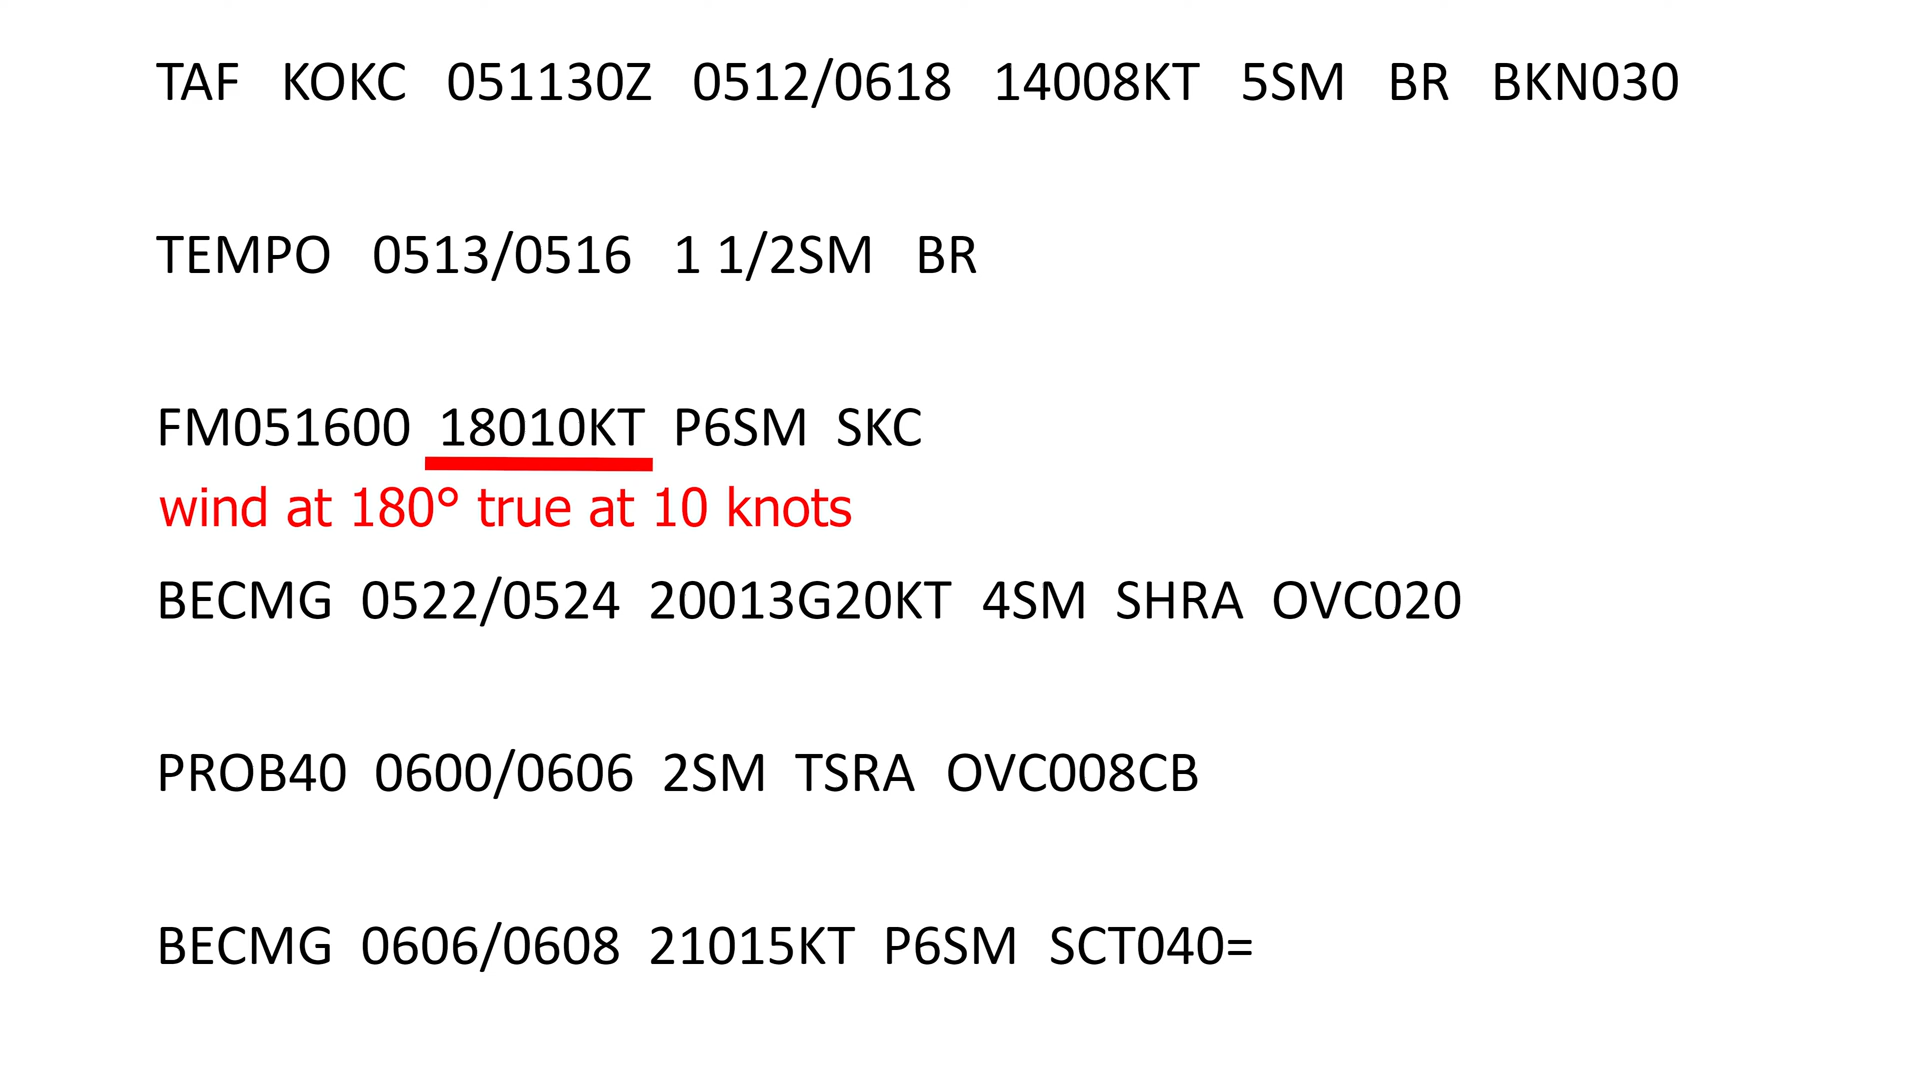 TAF KOKC 051130Z 0512/0618 14008KT 5SM BR BKN030
TEMPO 0513/0516 1 1/2SM BR
FM051600 18010KT P6SM SKC
wind at 180° true at 10 knots
BECMG 0522/0524 20013G20KT 4SM SHRA OVC020
PROB40 0600/0606 2SM TSRA OVC008CB
BECMG 0606/0608 21015KT P6SM SCT040=